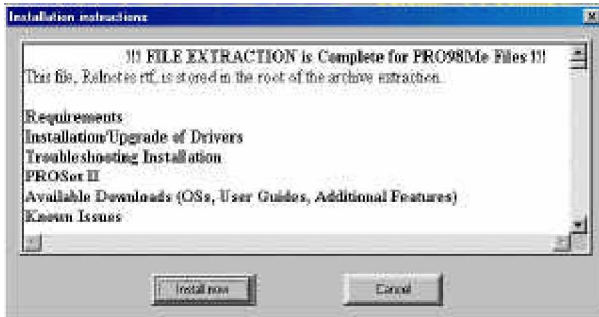 Installation instructions
!!! FILE EXTRACTION is Complete for PRO98Me Files !!!
This file, Relnotes.rtf, is stored in the root of the archive extraction.
Requirements
Installation/Upgrade of Drivers
Troubleshooting Installation
PROSet II
Available Downloads (OSs, User Guides, Additional Features)
Known Issues
Install now
Cancel